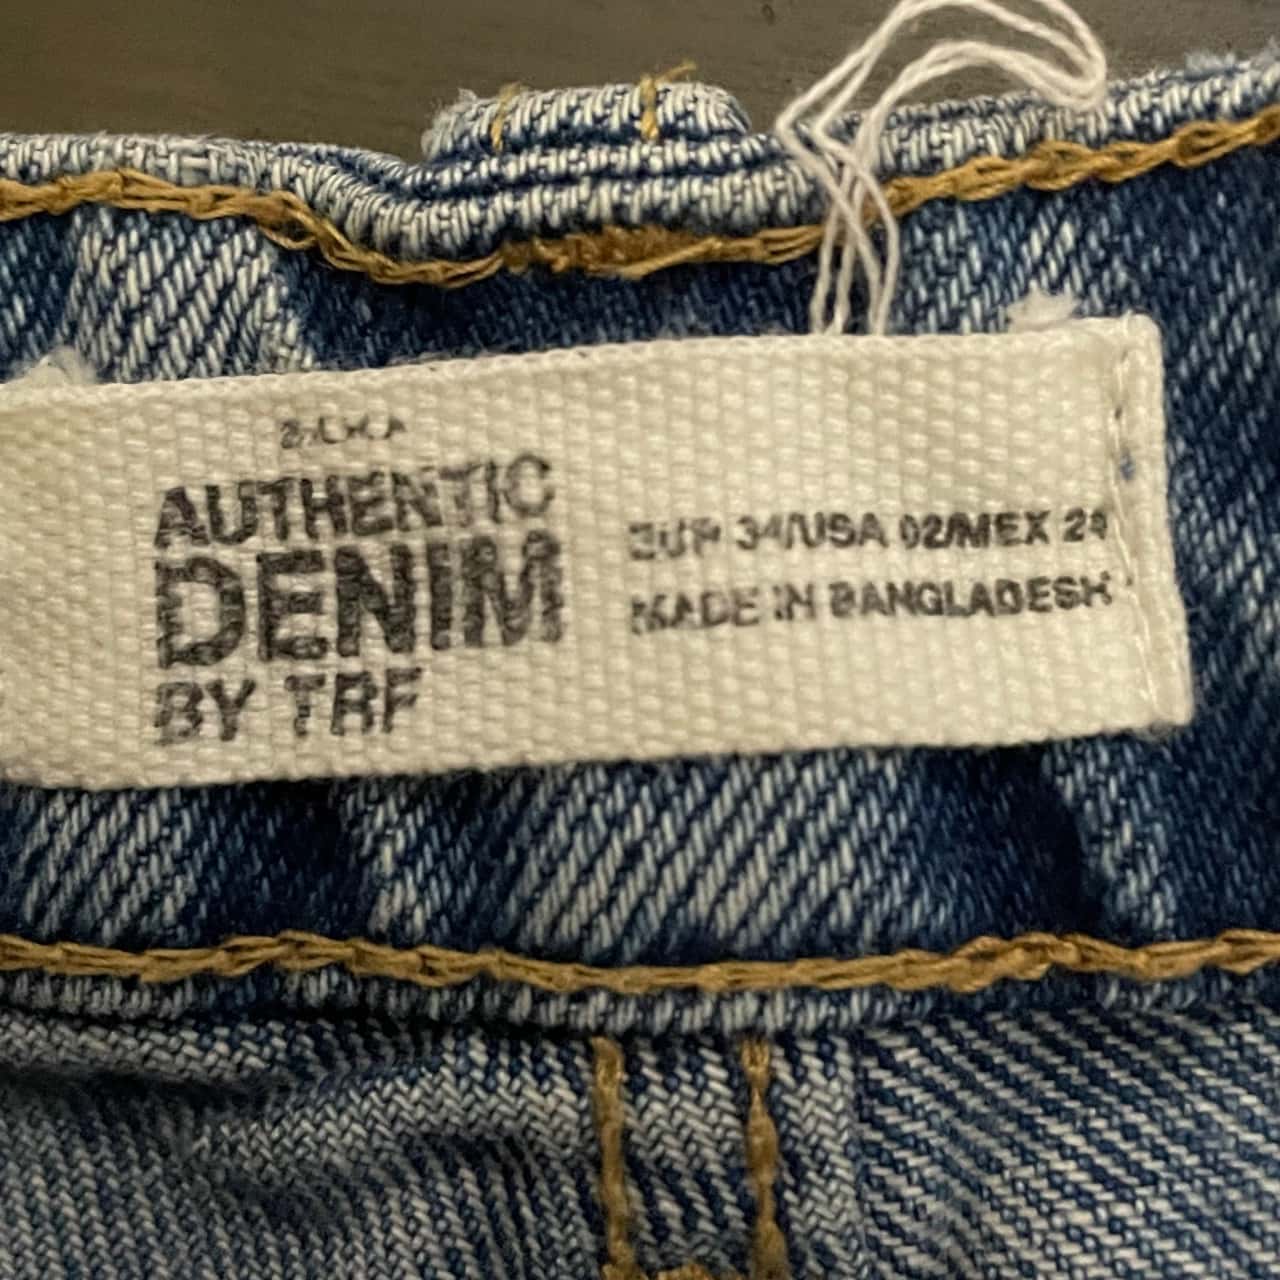 AUTHENTIC
DENIM
BY TRF
EUR 34/USA 02/MEX 24
MADE IN BANGLADESH